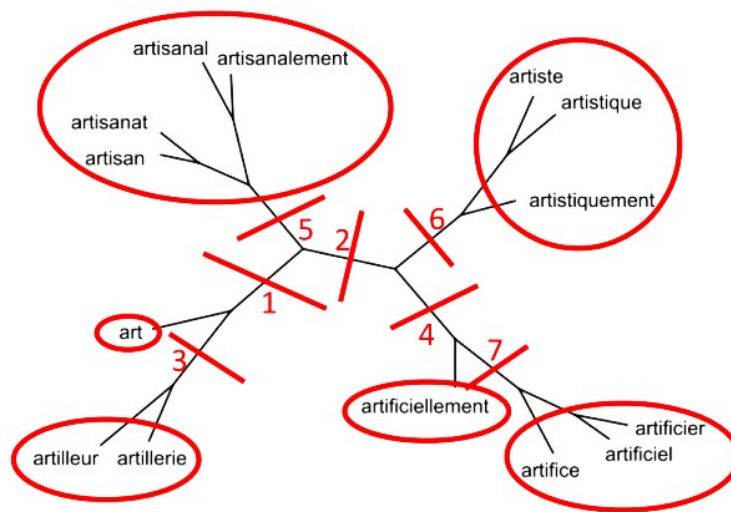 artisanal
artisanalement
artisanat
artisan
artiste
artistique
artistiquement
5
2
6
1
art
3
4
7
artificiellement
artilleur
artillerie
artificier
artificiel
artifice